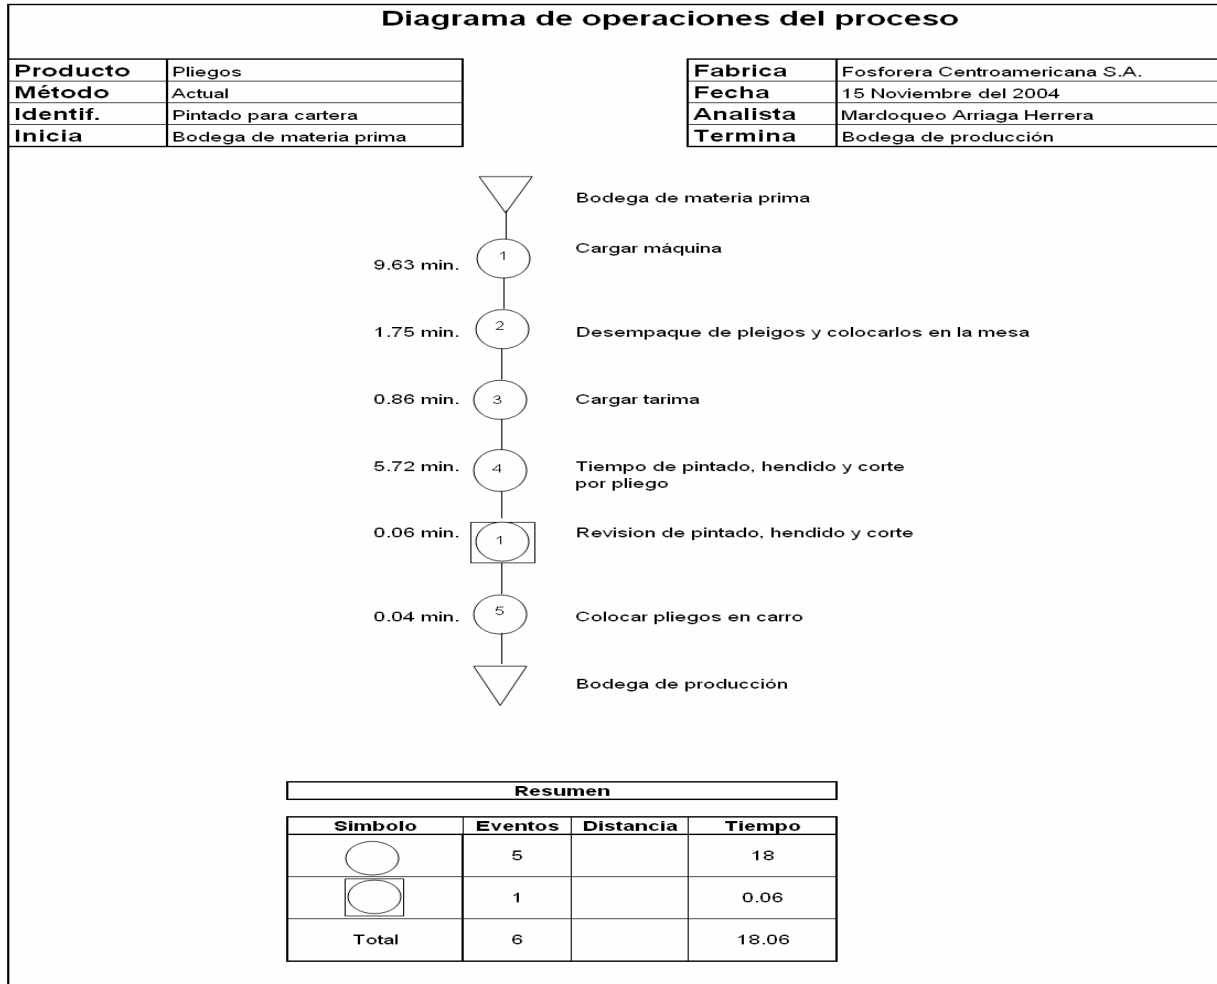 Diagrama de operaciones del proceso
Producto Pliegos
Método Actual
Identif. Pintado para cartera
Inicia Bodega de materia prima
Fabrica Fosforera Centroamericana S.A.
Fecha 15 Noviembre del 2004
Analista Mardoqueo Arriaga Herrera
Termina Bodega de producción
Bodega de materia prima
9.63 min. 1 Cargar máquina
1.75 min. 2 Desempaque de pleigos y colocarlos en la mesa
0.86 min. 3 Cargar tarima
5.72 min. 4 Tiempo de pintado, hendido y corte
por pliego
0.06 min. 1 Revision de pintado, hendido y corte
0.04 min. 5 Colocar pliegos en carro
Bodega de producción
Resumen
Simbolo Eventos Distancia Tiempo
5 18
1 0.06
Total 6 18.06